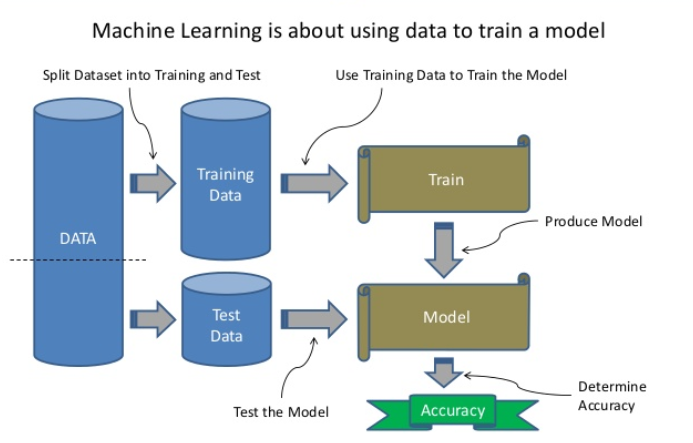 Machine Learning is about using data to train a model
Split Dataset into Training and Test
Use Training Data to Train the Model
Training
Data
Train
DATA
Produce Model
Test
Data
Model
Test the Model
Determine
Accuracy
Accuracy